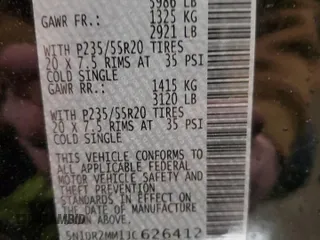 5986 LB
GAWR FR.: 1325 KG
2921 LB
WITH P235/55R20 TIRES
20 X 7.5 RIMS AT 35 PSI
COLD SINGLE
GAWR RR.: 1415 KG
3120 LB
WITH P235/55R20 TIRES
20 X 7.5 RIMS AT 35 PSI
COLD SINGLE
THIS VEHICLE CONFORMS TO
ALL APPLICABLE FEDERAL
MOTOR VEHICLE SAFETY AND
THEFT PREVENTION
STANDARDS IN EFFECT ON
THE DATE OF MANUFACTURE
SHOWN ABOVE.
5N1DR2MM13C626412